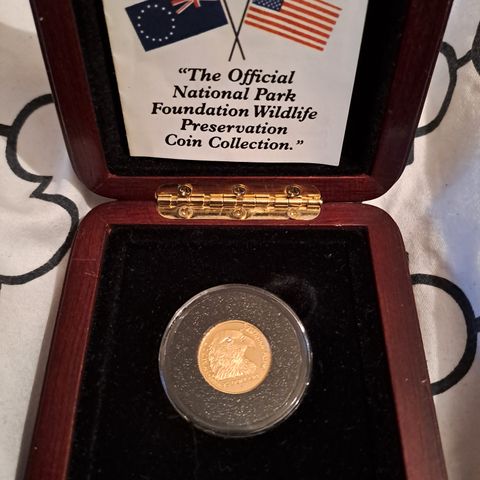 “The Official
National Park
Foundation Wildlife
Preservation
Coin Collection.”